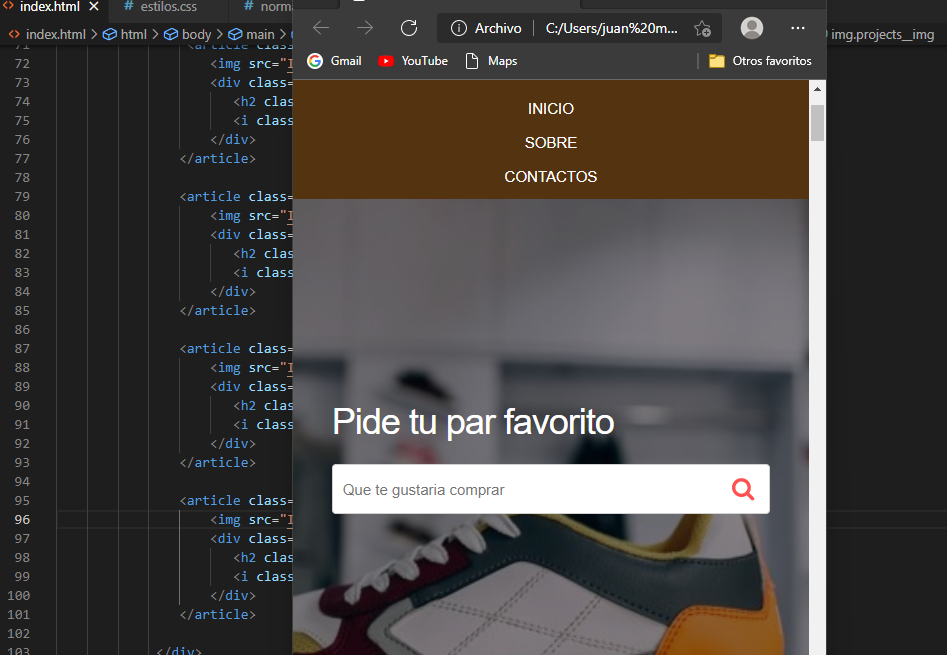 index.html
# estilos.css
# norma
index.html > html > body > main >
img.projects__img
71 <article class=
72 <img src="I
73 <div class=
74 <h2 clas
75 <i class
76 </div>
77 </article>
78
79 <article class=
80 <img src="I
81 <div class=
82 <h2 clas
83 <i class
84 </div>
85 </article>
86
87 <article class=
88 <img src="I
89 <div class=
90 <h2 clas
91 <i class
92 </div>
93 </article>
94
95 <article class=
96 <img src="I
97 <div class=
98 <h2 clas
99 <i class
100 </div>
101 </article>
102
103 </div>
Archivo C:/Users/juan%20m...
Gmail YouTube Maps Otros favoritos
INICIO
SOBRE
CONTACTOS
Pide tu par favorito
Que te gustaria comprar